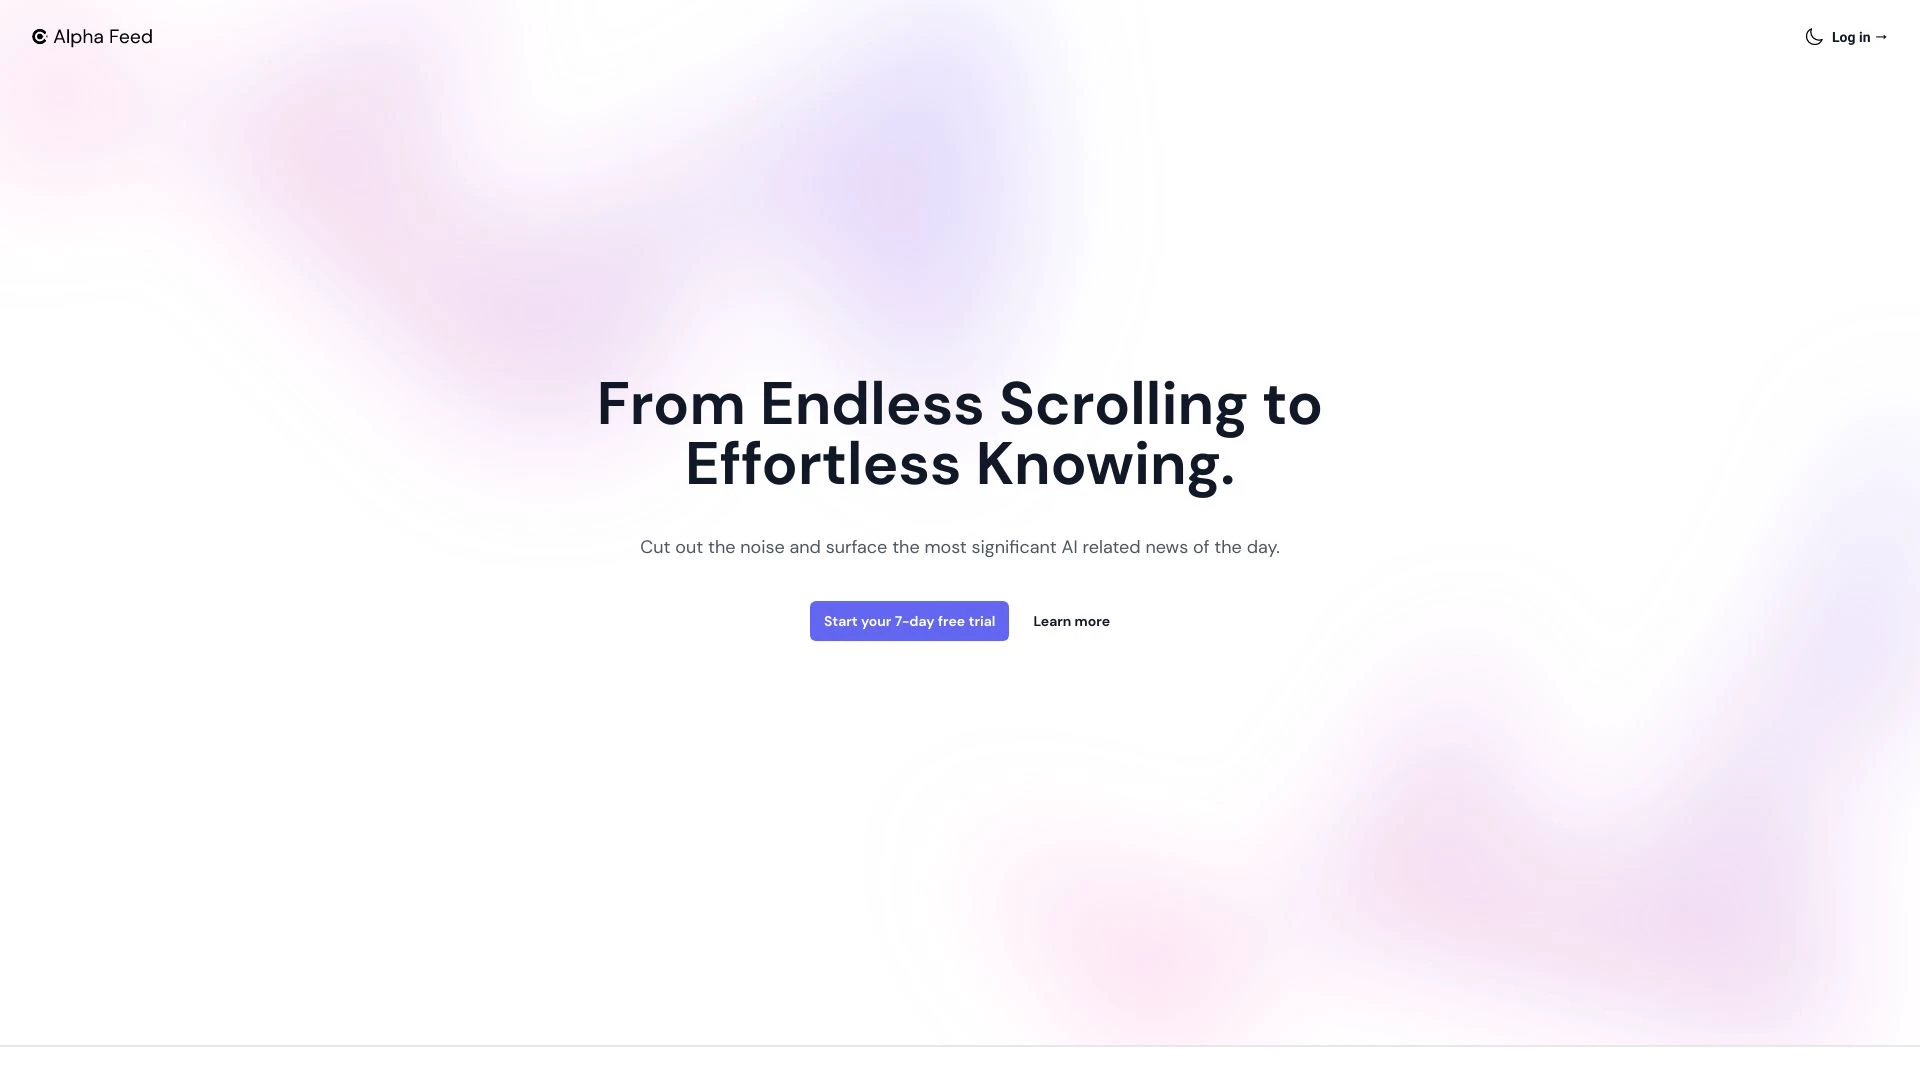 Alpha Feed
Log in →
From Endless Scrolling to
Effortless Knowing.
Cut out the noise and surface the most significant AI related news of the day.
Start your 7-day free trial
Learn more